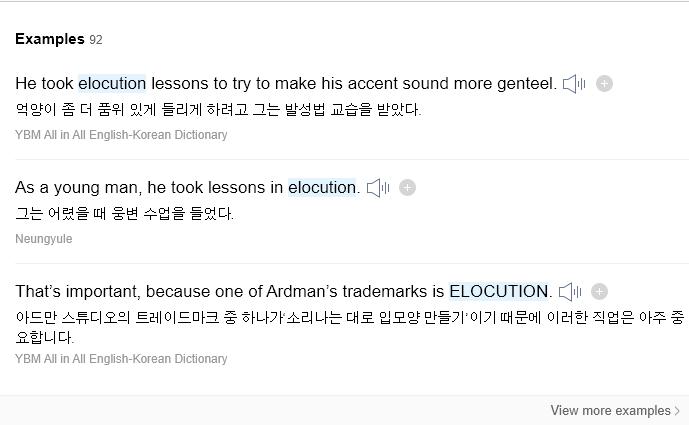 Examples 92
He took elocution lessons to try to make his accent sound more genteel.
억양이 좀 더 품위 있게 들리게 하려고 그는 발성법 교습을 받았다.
YBM All in All English-Korean Dictionary
As a young man, he took lessons in elocution.
그는 어렸을 때 웅변 수업을 들었다.
Neungyule
That’s important, because one of Ardman’s trademarks is ELOCUTION.
아드만 스튜디오의 트레이드마크 중 하나가‘소리나는 대로 입모양 만들기’이기 때문에 이러한 직업은 아주 중
요합니다.
YBM All in All English-Korean Dictionary
View more examples >